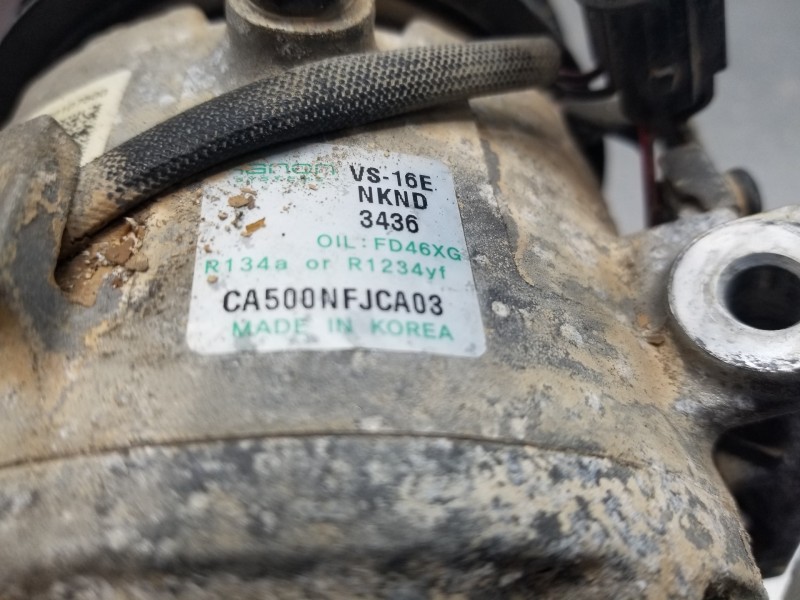 VS-16E
NKND
3436
OIL:FD46XG
R134a or R1234yf
CA500NFJCA03
MADE IN KOREA